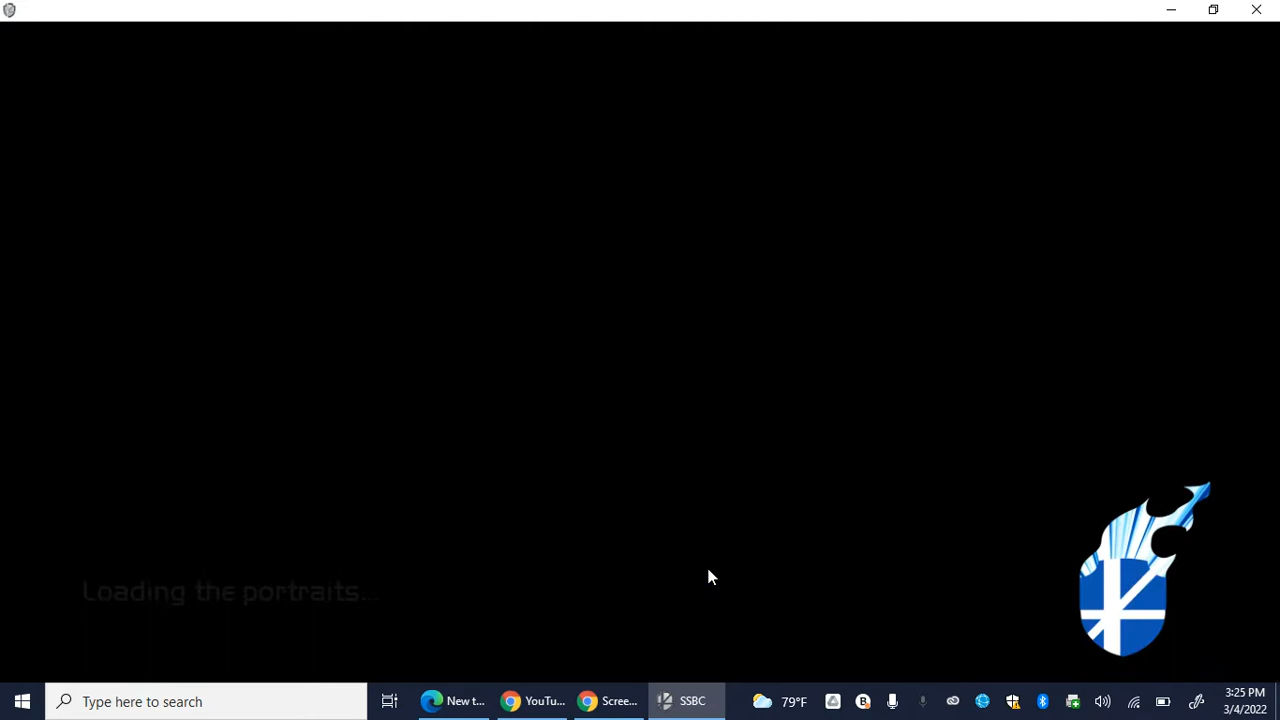 Loading the portraits...
Type here to search
New t...
YouTu...
Scree...
SSBC
79°F
3:25 PM
3/4/2022